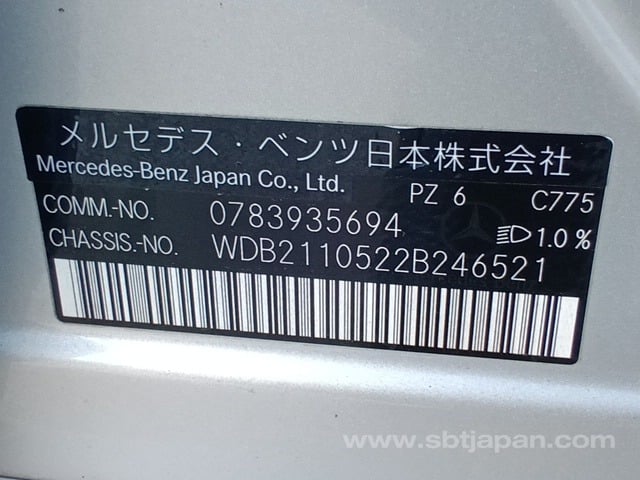 メルセデス・ベンツ日本株式会社
Mercedes-Benz Japan Co., Ltd. PZ 6 C775
COMM.-NO. 0783935694
CHASSIS.-NO. WDB2110522B246521 1.0 %
www.sbtjapan.com